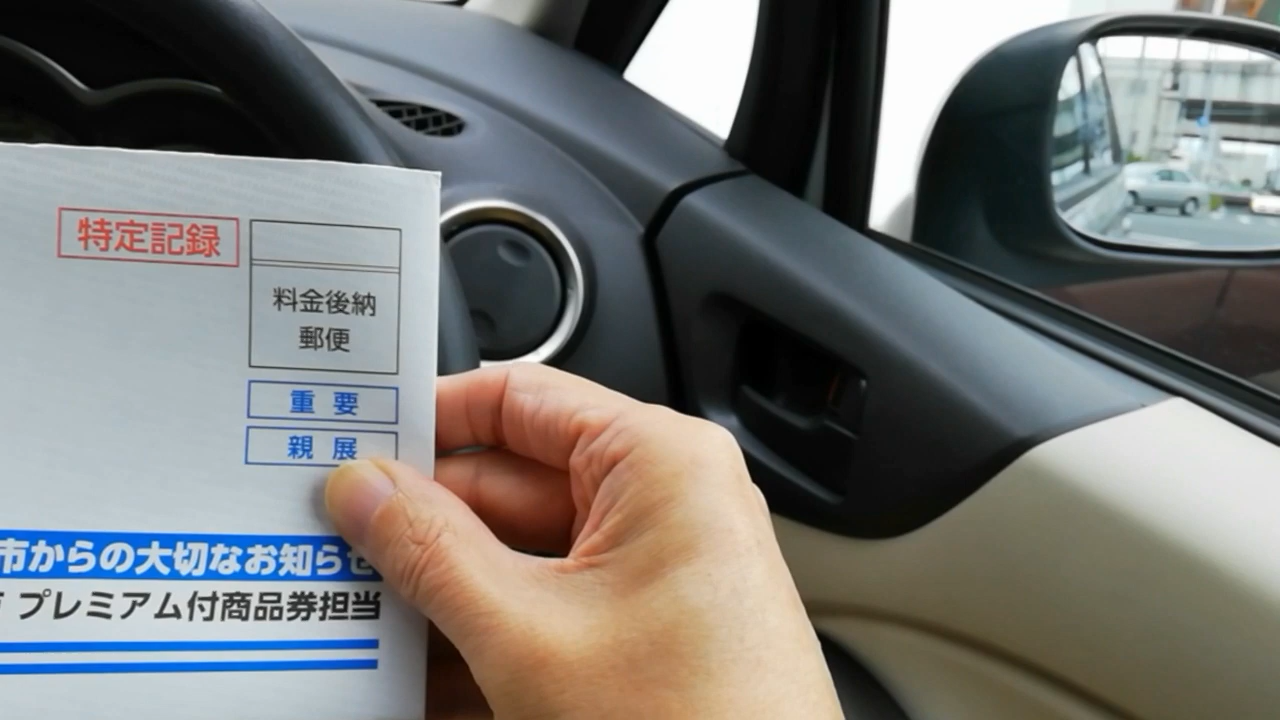 特定記録
料金後納
郵便
重要
親展
市からの大切なお知らせ
プレミアム付商品券担当